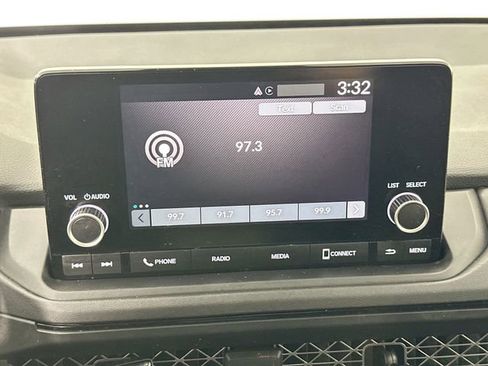 3:32
Text Scan
FM
97.3
VOL AUDIO
LIST SELECT
99.7 91.7 95.7 99.9
PHONE RADIO MEDIA CONNECT MENU